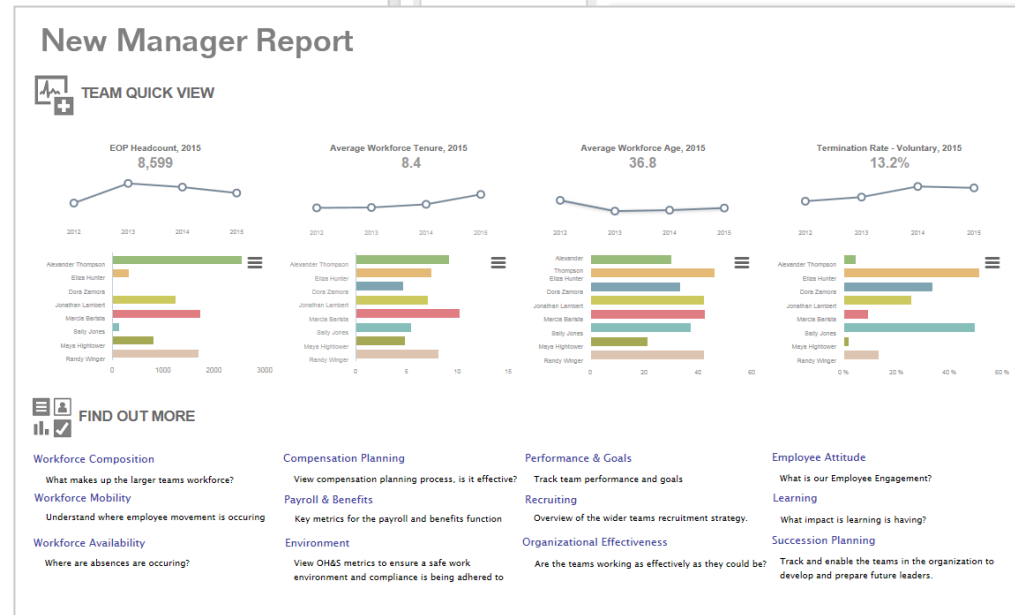 New Manager Report
TEAM QUICK VIEW
EOP Headcount, 2015
8,599
2012 2013 2014 2015
Alexander Thompson
Eliza Hunter
Dora Zamora
Jonathan Lambert
Marcia Barista
Sally Jones
Maya Hightower
Randy Winger
0 1000 2000 3000
Average Workforce Tenure, 2015
8.4
2012 2013 2014 2015
Alexander Thompson
Eliza Hunter
Dora Zamora
Jonathan Lambert
Marcia Barista
Sally Jones
Maya Hightower
Randy Winger
0 5 10 15
Average Workforce Age, 2015
36.8
2012 2013 2014 2015
Alexander
Thompson
Eliza Hunter
Dora Zamora
Jonathan Lambert
Marcia Barista
Sally Jones
Maya Hightower
Randy Winger
0 20 40 60
Termination Rate - Voluntary, 2015
13.2%
2012 2013 2014 2015
Alexander Thompson
Eliza Hunter
Dora Zamora
Jonathan Lambert
Marcia Barista
Sally Jones
Maya Hightower
Randy Winger
0 % 20 % 40 % 60 %
FIND OUT MORE
Workforce Composition
What makes up the larger teams workforce?
Workforce Mobility
Understand where employee movement is occuring
Workforce Availability
Where are absences are occuring?
Compensation Planning
View compensation planning process, is it effective?
Payroll & Benefits
Key metrics for the payroll and benefits function
Environment
View OH&S metrics to ensure a safe work
environment and compliance is being adhered to
Performance & Goals
Track team performance and goals
Recruiting
Overview of the wider teams recruitment strategy.
Organizational Effectiveness
Are the teams working as effectively as they could be?
Employee Attitude
What is our Employee Engagement?
Learning
What impact is learning is having?
Succession Planning
Track and enable the teams in the organization to
develop and prepare future leaders.